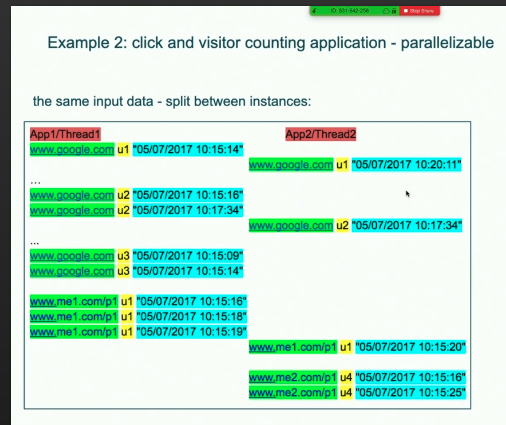 ID: 531-542-258 Stop Share
Example 2: click and visitor counting application - parallelizable
the same input data - split between instances:
App1/Thread1 App2/Thread2
www.google.com u1 "05/07/2017 10:15:14"
www.google.com u1 "05/07/2017 10:20:11"
...
www.google.com u2 "05/07/2017 10:15:16"
www.google.com u2 "05/07/2017 10:17:34"
www.google.com u2 "05/07/2017 10:17:34"
...
www.google.com u3 "05/07/2017 10:15:09"
www.google.com u3 "05/07/2017 10:15:14"
www.me1.com/p1 u1 "05/07/2017 10:15:16"
www.me1.com/p1 u1 "05/07/2017 10:15:18"
www.me1.com/p1 u1 "05/07/2017 10:15:19"
www.me1.com/p1 u1 "05/07/2017 10:15:20"
www.me2.com/p1 u4 "05/07/2017 10:15:16"
www.me2.com/p1 u4 "05/07/2017 10:15:25"